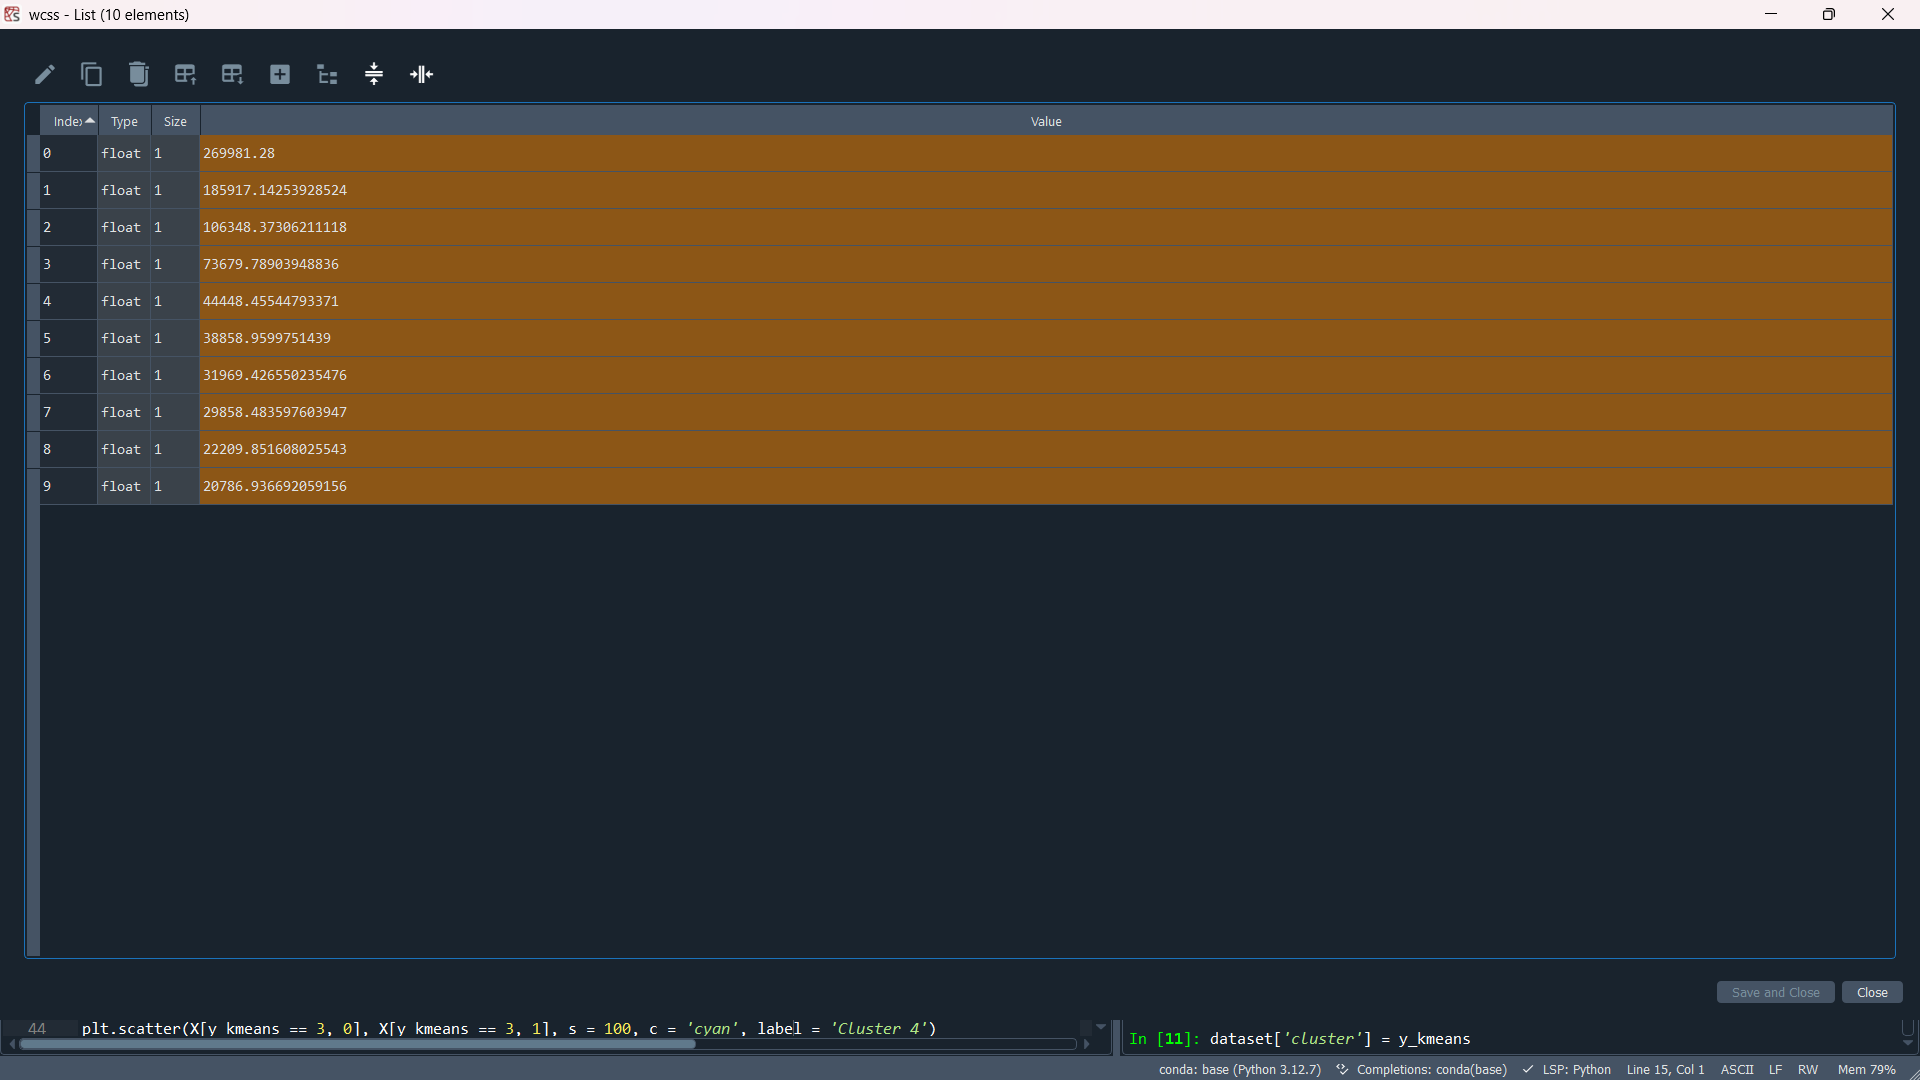 wcss - List (10 elements)
Index Type Size Value
0 float 1 269981.28
1 float 1 185917.14253928524
2 float 1 106348.37306211118
3 float 1 73679.78903948836
4 float 1 44448.45544793371
5 float 1 38858.9599751439
6 float 1 31969.426550235476
7 float 1 29858.483597603947
8 float 1 22209.851608025543
9 float 1 20786.936692059156
Save and Close Close
44 plt.scatter(X[y_kmeans == 3, 0], X[y_kmeans == 3, 1], s = 100, c = 'cyan', label = 'Cluster 4')
In [11]: dataset['cluster'] = y_kmeans
conda: base (Python 3.12.7) Completions: conda(base) LSP: Python Line 15, Col 1 ASCII LF RW Mem 79%